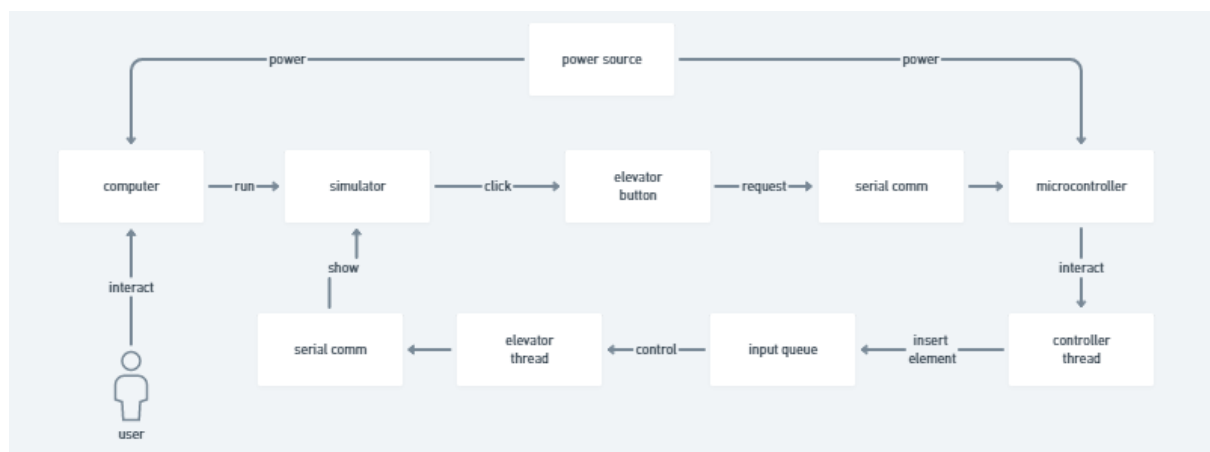 power source
power
power
computer
run
simulator
click
elevator
button
request
serial comm
microcontroller
interact
show
interact
serial comm
elevator
thread
control
input queue
insert
element
controller
thread
user